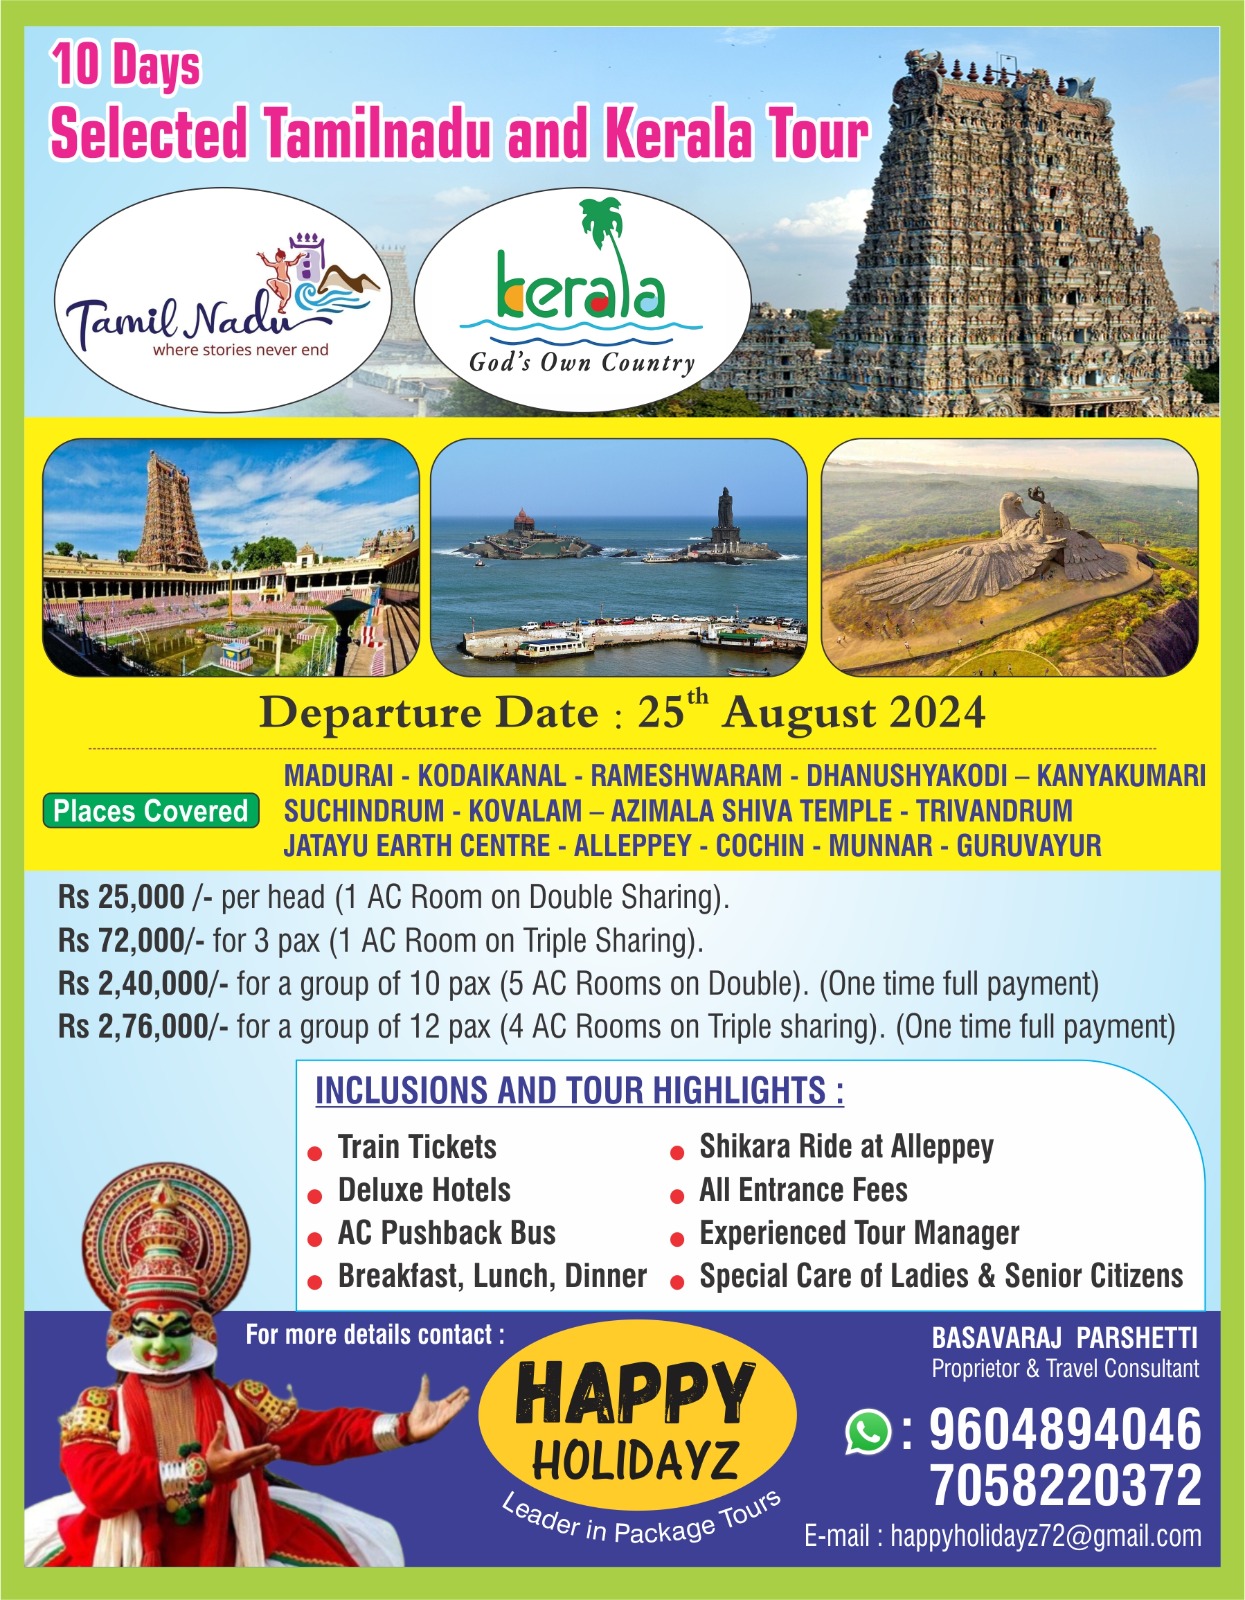 10 Days
Selected Tamilnadu and Kerala Tour
Tamil Nadu
where stories never end
kerala
God's Own Country
Departure Date : 25th August 2024
Places Covered
MADURAI - KODAIKANAL - RAMESHWARAM - DHANUSHYAKODI – KANYAKUMARI
SUCHINDRUM - KOVALAM – AZIMALA SHIVA TEMPLE - TRIVANDRUM
JATAYU EARTH CENTRE - ALLEPPEY - COCHIN - MUNNAR - GURUVAYUR
Rs 25,000 /- per head (1 AC Room on Double Sharing).
Rs 72,000/- for 3 pax (1 AC Room on Triple Sharing).
Rs 2,40,000/- for a group of 10 pax (5 AC Rooms on Double). (One time full payment)
Rs 2,76,000/- for a group of 12 pax (4 AC Rooms on Triple sharing). (One time full payment)
INCLUSIONS AND TOUR HIGHLIGHTS :
Train Tickets
Deluxe Hotels
AC Pushback Bus
Breakfast, Lunch, Dinner
Shikara Ride at Alleppey
All Entrance Fees
Experienced Tour Manager
Special Care of Ladies & Senior Citizens
For more details contact :
HAPPY
HOLIDAYZ
Leader in Package Tours
BASAVARAJ PARSHETTI
Proprietor & Travel Consultant
: 9604894046
7058220372
E-mail : happyholidayz72@gmail.com